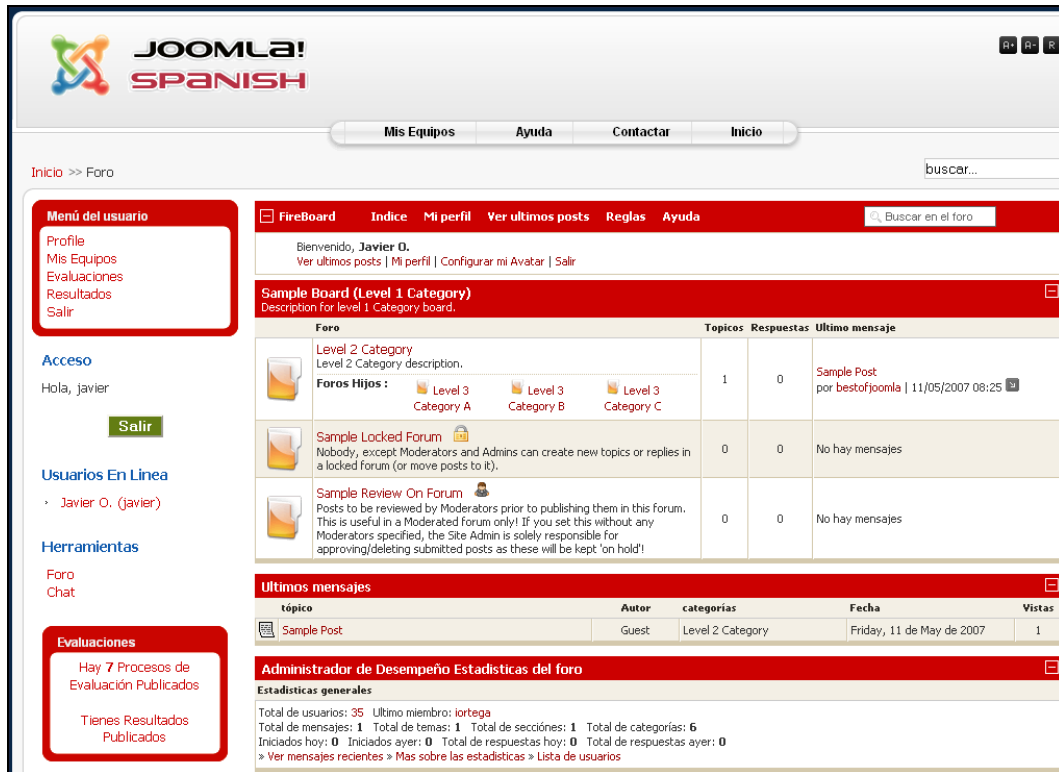 JOOMLA!
SPANISH
A+ A- R
Mis Equipos Ayuda Contactar Inicio
Inicio >> Foro
buscar...
Menú del usuario
Profile
Mis Equipos
Evaluaciones
Resultados
Salir
Acceso
Hola, javier
Salir
Usuarios En Linea
Javier O. (javier)
Herramientas
Foro
Chat
Evaluaciones
Hay 7 Procesos de
Evaluación Publicados
Tienes Resultados
Publicados
FireBoard Indice Mi perfil Ver ultimos posts Reglas Ayuda
Buscar en el foro
Bienvenido, Javier O.
Ver ultimos posts | Mi perfil | Configurar mi Avatar | Salir
Sample Board (Level 1 Category)
Description for level 1 Category board.
Foro Topicos Respuestas Ultimo mensaje
Level 2 Category
Level 2 Category description.
Foros Hijos :
Level 3
Category A
Level 3
Category B
Level 3
Category C
1 0
Sample Post
por bestofjoomla | 11/05/2007 08:25
Sample Locked Forum
Nobody, except Moderators and Admins can create new topics or replies in
a locked forum (or move posts to it).
0 0 No hay mensajes
Sample Review On Forum
Posts to be reviewed by Moderators prior to publishing them in this forum.
This is useful in a Moderated forum only! If you set this without any
Moderators specified, the Site Admin is solely responsible for
approving/deleting submitted posts as these will be kept 'on hold'!
0 0 No hay mensajes
Ultimos mensajes
tópico Autor categorías Fecha Vistas
Sample Post Guest Level 2 Category Friday, 11 de May de 2007 1
Administrador de Desempeño Estadisticas del foro
Estadisticas generales
Total de usuarios: 35 Ultimo miembro: iortega
Total de mensajes: 1 Total de temas: 1 Total de secciónes: 1 Total de categorías: 6
Iniciados hoy: 0 Iniciados ayer: 0 Total de respuestas hoy: 0 Total de respuestas ayer: 0
» Ver mensajes recientes » Mas sobre las estadisticas » Lista de usuarios